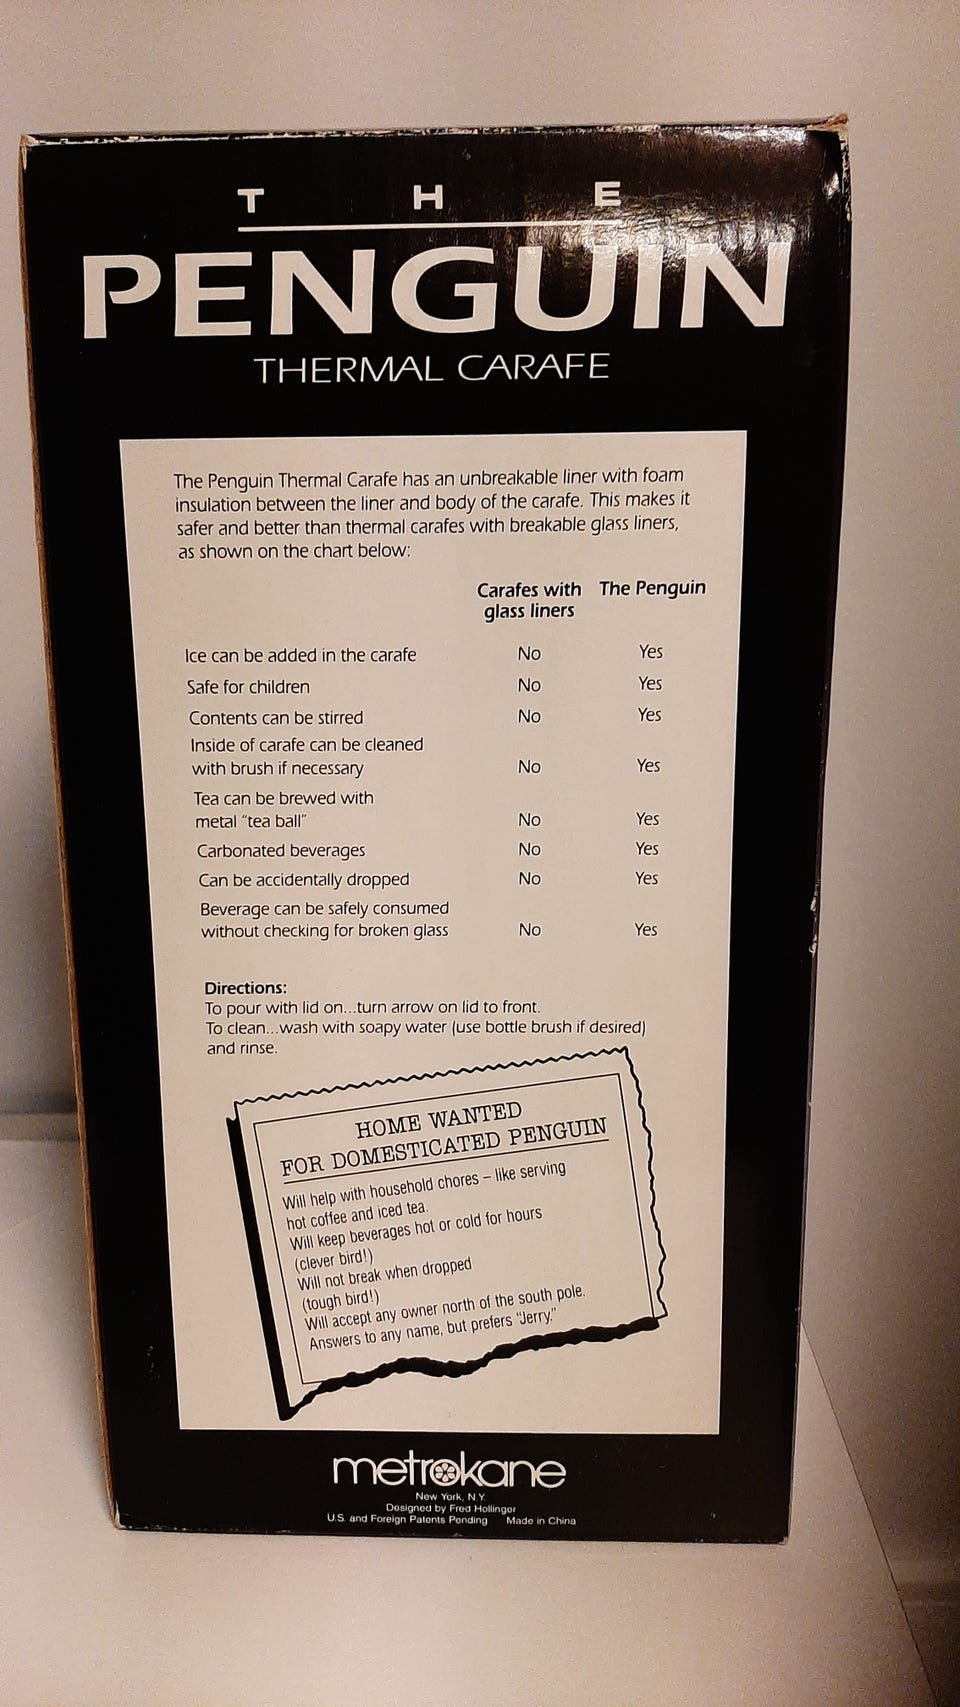 THE
PENGUIN
THERMAL CARAFE
The Penguin Thermal Carafe has an unbreakable liner with foam
insulation between the liner and body of the carafe. This makes it
safer and better than thermal carafes with breakable glass liners,
as shown on the chart below:
Carafes with The Penguin
glass liners
Ice can be added in the carafe No Yes
Safe for children No Yes
Contents can be stirred No Yes
Inside of carafe can be cleaned
with brush if necessary No Yes
Tea can be brewed with
metal “tea ball” No Yes
Carbonated beverages No Yes
Can be accidentally dropped No Yes
Beverage can be safely consumed
without checking for broken glass No Yes
Directions:
To pour with lid on...turn arrow on lid to front.
To clean...wash with soapy water (use bottle brush if desired)
and rinse.
HOME WANTED
FOR DOMESTICATED PENGUIN
Will help with household chores – like serving
hot coffee and iced tea.
Will keep beverages hot or cold for hours
(clever bird!)
Will not break when dropped
(tough bird!)
Will accept any owner north of the south pole.
Answers to any name, but prefers “Jerry.”
metrokane
New York, N.Y.
Designed by Fred Hollinger
U.S. and Foreign Patents Pending Made in China